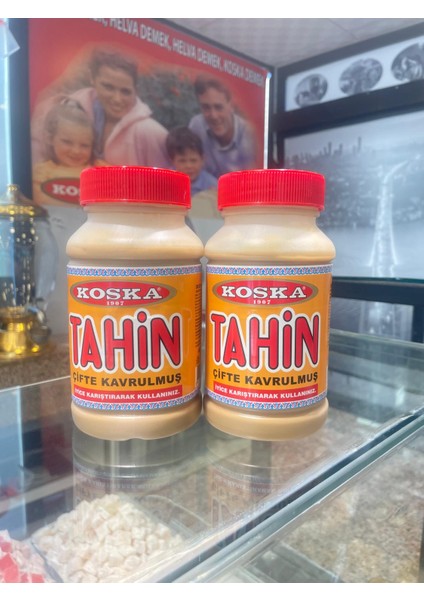 HELVA DEMEK, HELVA DEMEK, KOSKA DEMEK
KOSKA
1907
TAHİN
ÇİFTE KAVRULMUŞ
İYİCE KARIŞTIRARAK KULLANINIZ.
KOSKA
1907
TAHİN
ÇİFTE KAVRULMUŞ
İYİCE KARIŞTIRARAK KULLANINIZ.